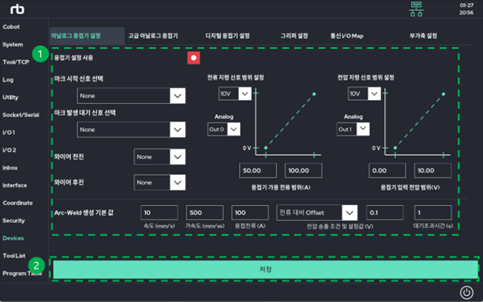 rb
01-27
20:56
Cobot
System
Tool/TCP
Log
Utility
Socket/Serial
I/O 1
I/O 2
Inbox
Interface
Coordinate
Security
Devices
ToolList
Program Table
아날로그 용접기 설정 고급 아날로그 용접기 디지털 용접기 설정 그리퍼 설정 통신 I/O Map 부가축 설정
1
용접기 설정 사용
아크 시작 신호 선택
None
아크 발생 대기 신호 선택
None
와이어 전진 None
와이어 후진 None
전류 지령 신호 범위 설정
10V
Analog
Out 0
0 V
50.00 100.00
용접기 가용 전류 범위(A)
전압 지령 신호 범위 설정
10V
Analog
Out 1
0 V
0.00 10.00
용접기 입력 전압 범위(V)
Arc-Weld 생성 기본 값 10 500 100 전류 대비 Offset 0.1 1
속도 (mm/s) 가속도 (mm/ss) 용접전류 (A) 전압 송출 조건 및 설정값 (V) 대기초과시간 (s)
2
저장